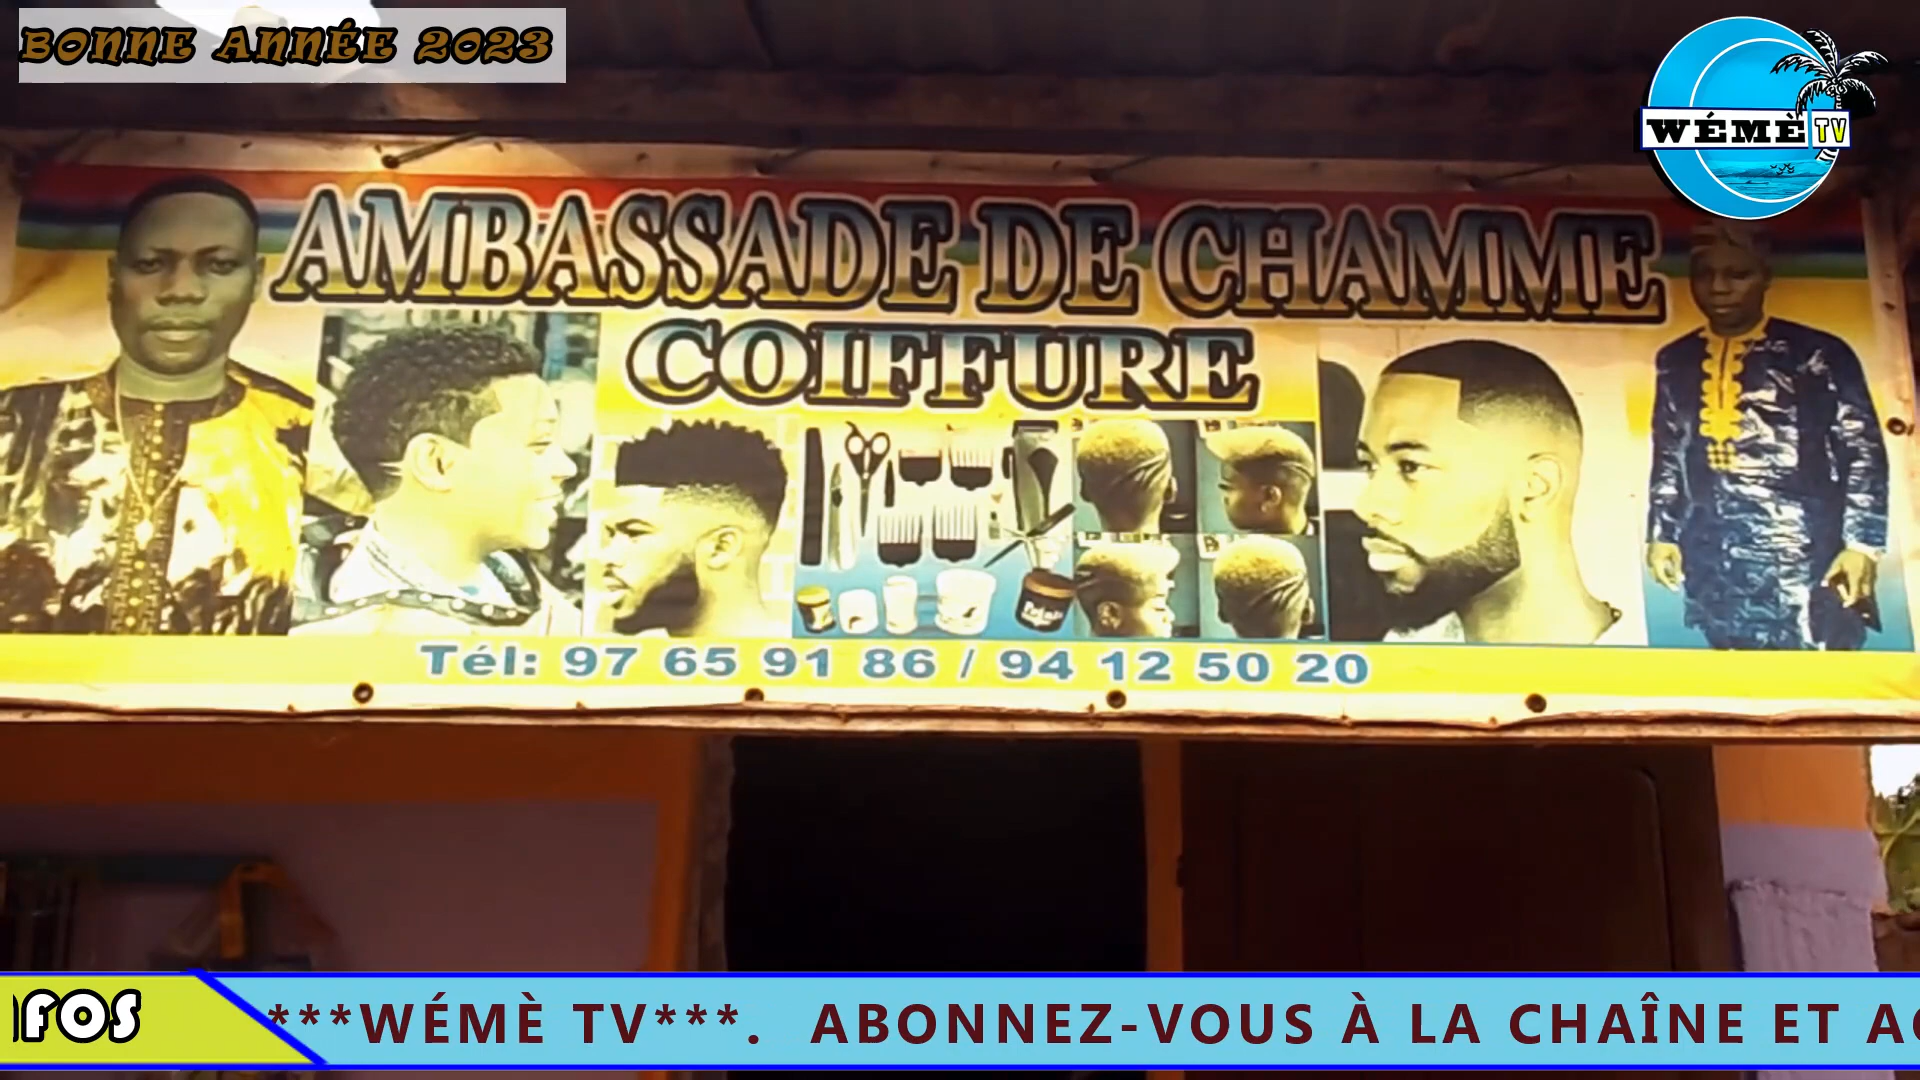 BONNE ANNÉE 2023
WÉMÈ TV
AMBASSADE DE CHAMME
COIFFURE
Tél: 97 65 91 86 / 94 12 50 20
FOS
***WÉMÈ TV***. ABONNEZ-VOUS À LA CHAÎNE ET